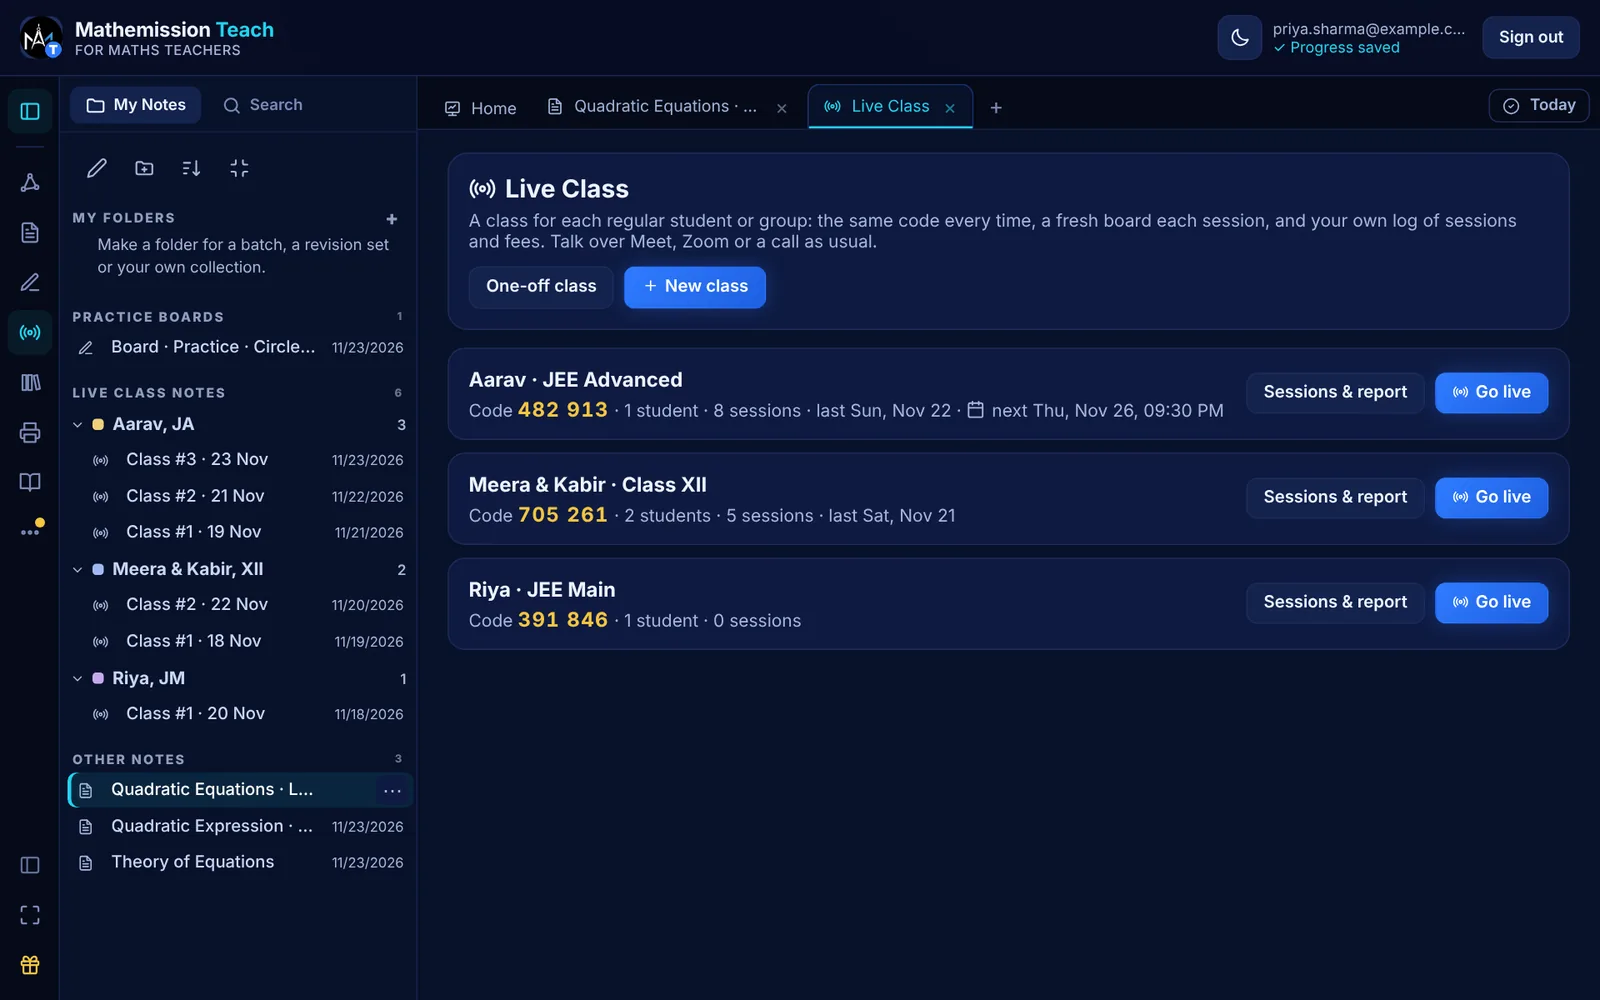 Mathemission Teach
FOR MATHS TEACHERS
priya.sharma@example.c...
✓ Progress saved
Sign out
My Notes
Search
Home
Quadratic Equations · ...
Live Class
Today
MY FOLDERS
Make a folder for a batch, a revision set
or your own collection.
PRACTICE BOARDS 1
Board · Practice · Circle... 11/23/2026
LIVE CLASS NOTES 6
Aarav, JA 3
Class #3 · 23 Nov 11/23/2026
Class #2 · 21 Nov 11/22/2026
Class #1 · 19 Nov 11/21/2026
Meera & Kabir, XII 2
Class #2 · 22 Nov 11/20/2026
Class #1 · 18 Nov 11/19/2026
Riya, JM 1
Class #1 · 20 Nov 11/18/2026
OTHER NOTES 3
Quadratic Equations · L...
Quadratic Expression · ... 11/23/2026
Theory of Equations 11/23/2026
Live Class
A class for each regular student or group: the same code every time, a fresh board each session, and your own log of sessions
and fees. Talk over Meet, Zoom or a call as usual.
One-off class
+ New class
Aarav · JEE Advanced
Code 482 913 · 1 student · 8 sessions · last Sun, Nov 22 · next Thu, Nov 26, 09:30 PM
Sessions & report
Go live
Meera & Kabir · Class XII
Code 705 261 · 2 students · 5 sessions · last Sat, Nov 21
Sessions & report
Go live
Riya · JEE Main
Code 391 846 · 1 student · 0 sessions
Sessions & report
Go live